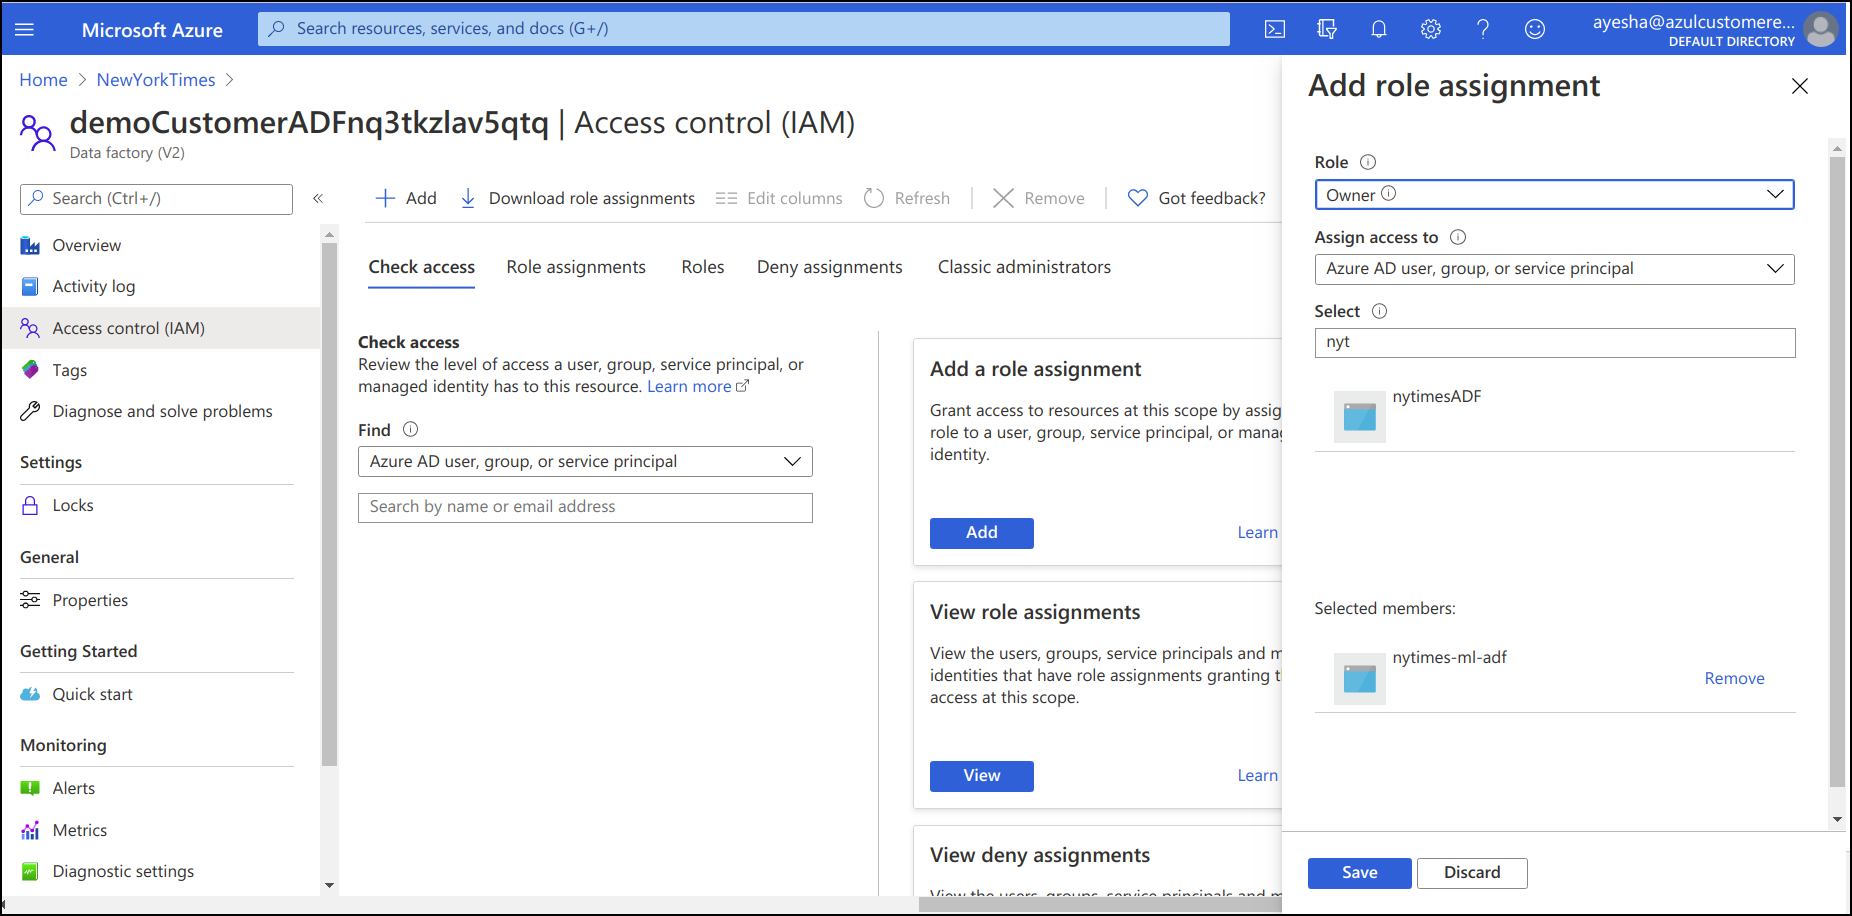 Microsoft Azure
Search resources, services, and docs (G+/)
ayesha@azulcustomere...
DEFAULT DIRECTORY
Home > NewYorkTimes >
demoCustomerADFnq3tkzlav5qtq | Access control (IAM)
Data factory (V2)
Search (Ctrl+/)
Overview
Activity log
Access control (IAM)
Tags
Diagnose and solve problems
Settings
Locks
General
Properties
Getting Started
Quick start
Monitoring
Alerts
Metrics
Diagnostic settings
Add
Download role assignments
Edit columns
Refresh
Remove
Got feedback?
Check access
Role assignments
Roles
Deny assignments
Classic administrators
Check access
Review the level of access a user, group, service principal, or
managed identity has to this resource. Learn more
Find
Azure AD user, group, or service principal
Search by name or email address
Add a role assignment
Grant access to resources at this scope by assig
role to a user, group, service principal, or mana
identity.
Add
Learn
View role assignments
View the users, groups, service principals and m
identities that have role assignments granting t
access at this scope.
View
Learn
View deny assignments
View the users, groups, service principals and m
Add role assignment
Role
Owner
Assign access to
Azure AD user, group, or service principal
Select
nyt
nytimesADF
Selected members:
nytimes-ml-adf
Remove
Save
Discard